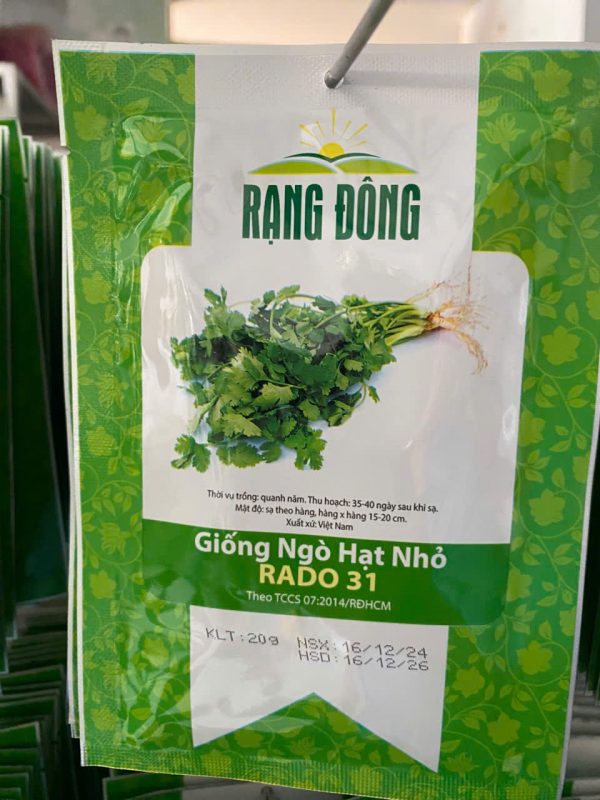 RẠNG ĐÔNG
Thời vụ trồng: quanh năm. Thu hoạch: 35-40 ngày sau khi sạ.
Mật độ: sạ theo hàng, hàng x hàng 15-20 cm.
Xuất xứ: Việt Nam
Giống Ngò Hạt Nhỏ
RADO 31
Theo TCCS 07:2014/RĐHCM
KLT:20g NSX:16/12/24
HSD:16/12/26